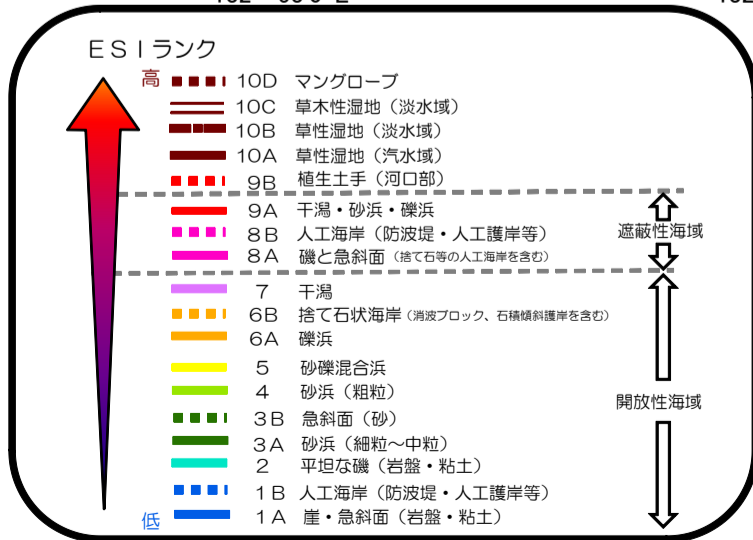 ESIランク
高
10D マングローブ
10C 草木性湿地（淡水域）
10B 草性湿地（淡水域）
10A 草性湿地（汽水域）
9B 植生土手（河口部）
9A 干潟・砂浜・礫浜
8B 人工海岸（防波堤・人工護岸等）
遮蔽性海域
8A 磯と急斜面（捨て石等の人工海岸を含む）
7 干潟
6B 捨て石状海岸（消波ブロック、石積傾斜護岸を含む）
6A 礫浜
5 砂礫混合浜
4 砂浜（粗粒）
開放性海域
3B 急斜面（砂）
3A 砂浜（細粒～中粒）
2 平坦な磯（岩盤・粘土）
1B 人工海岸（防波堤・人工護岸等）
1A 崖・急斜面（岩盤・粘土）
低